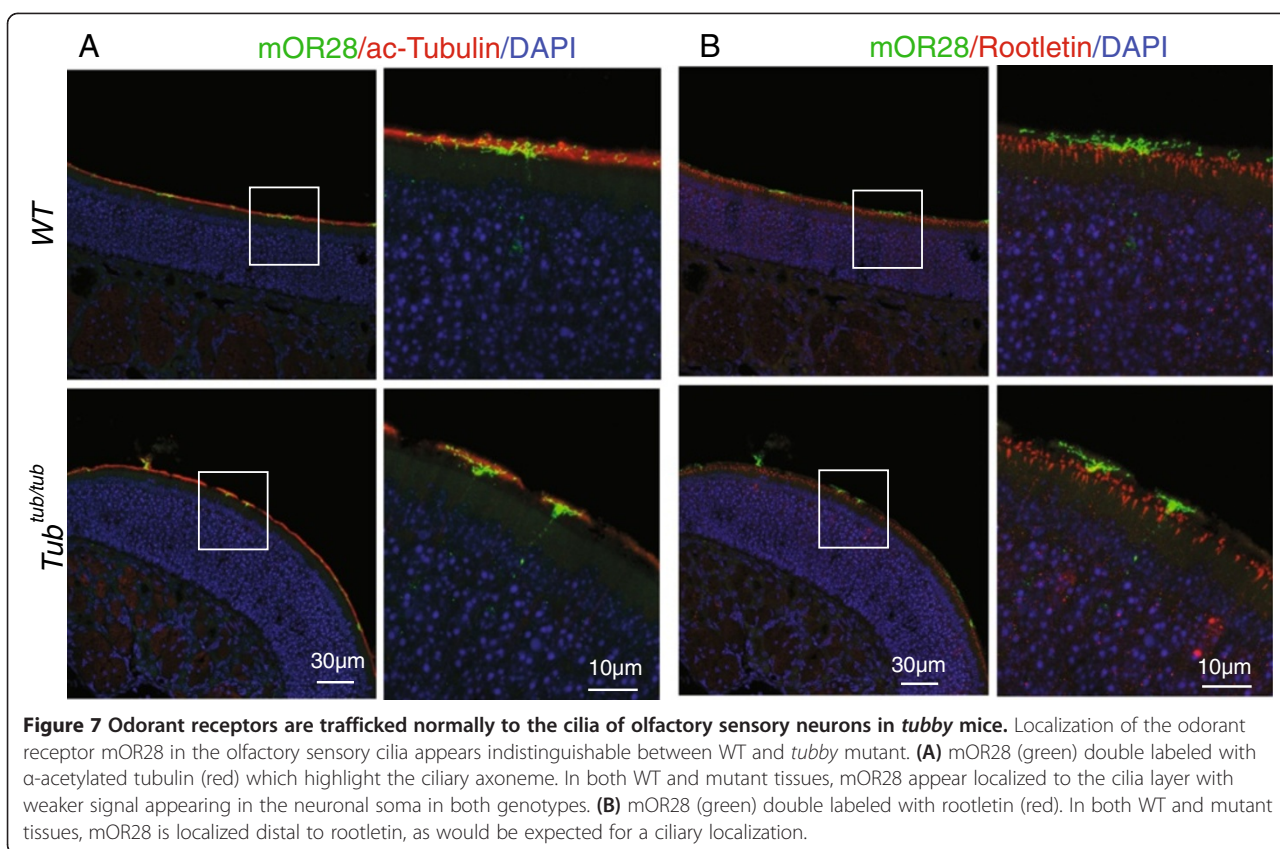 A
mOR28/ac-Tubulin/DAPI
B
mOR28/Rootletin/DAPI
WT
Tub tub/tub
30µm
10µm
30µm
10µm
Figure 7 Odorant receptors are trafficked normally to the cilia of olfactory sensory neurons in tubby mice. Localization of the odorant
receptor mOR28 in the olfactory sensory cilia appears indistinguishable between WT and tubby mutant. (A) mOR28 (green) double labeled with
α-acetylated tubulin (red) which highlight the ciliary axoneme. In both WT and mutant tissues, mOR28 appear localized to the cilia layer with
weaker signal appearing in the neuronal soma in both genotypes. (B) mOR28 (green) double labeled with rootletin (red). In both WT and mutant
tissues, mOR28 is localized distal to rootletin, as would be expected for a ciliary localization.